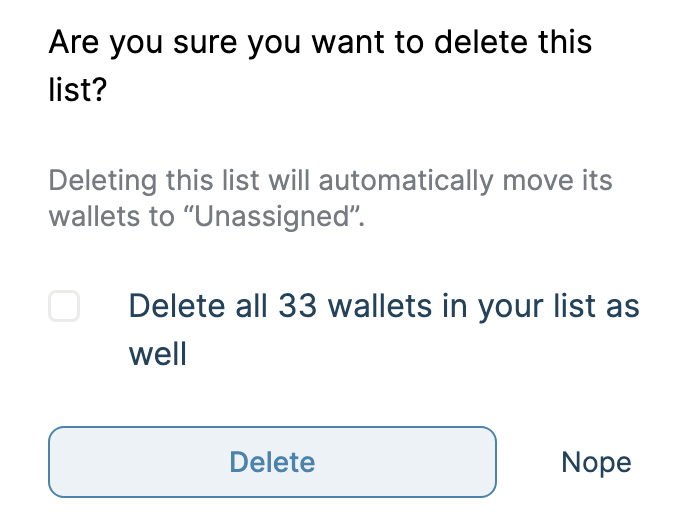 Are you sure you want to delete this
list?
Deleting this list will automatically move its
wallets to “Unassigned”.
Delete all 33 wallets in your list as
well
Delete
Nope